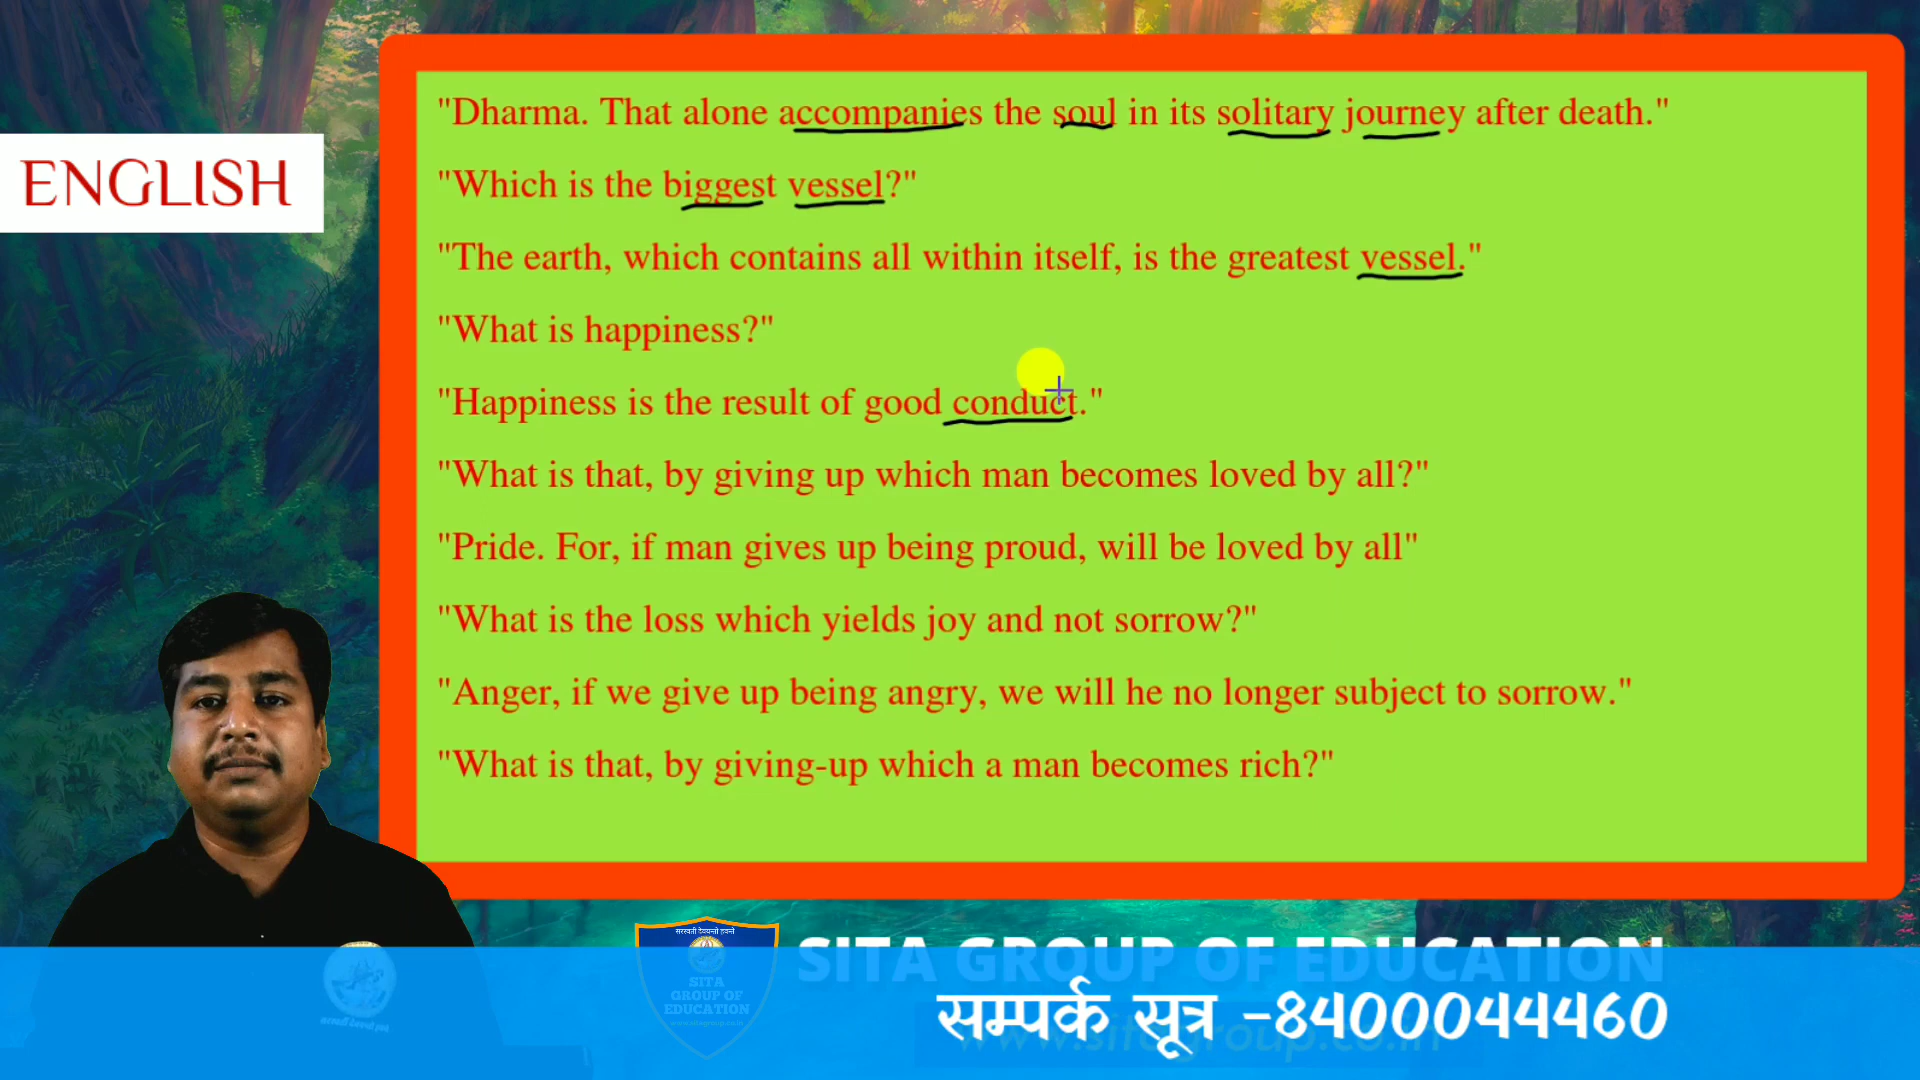 "Dharma. That alone accompanies the soul in its solitary journey after death."
ENGLISH
"Which is the biggest vessel?"
"The earth, which contains all within itself, is the greatest vessel."
"What is happiness?"
"Happiness is the result of good conduct."
"What is that, by giving up which man becomes loved by all?"
"Pride. For, if man gives up being proud, will be loved by all"
"What is the loss which yields joy and not sorrow?"
"Anger, if we give up being angry, we will he no longer subject to sorrow."
"What is that, by giving-up which a man becomes rich?"
SITA
GROUP OF
EDUCATION
SITA GROUP OF EDUCATION
सम्पर्क सूत्र -8400044460